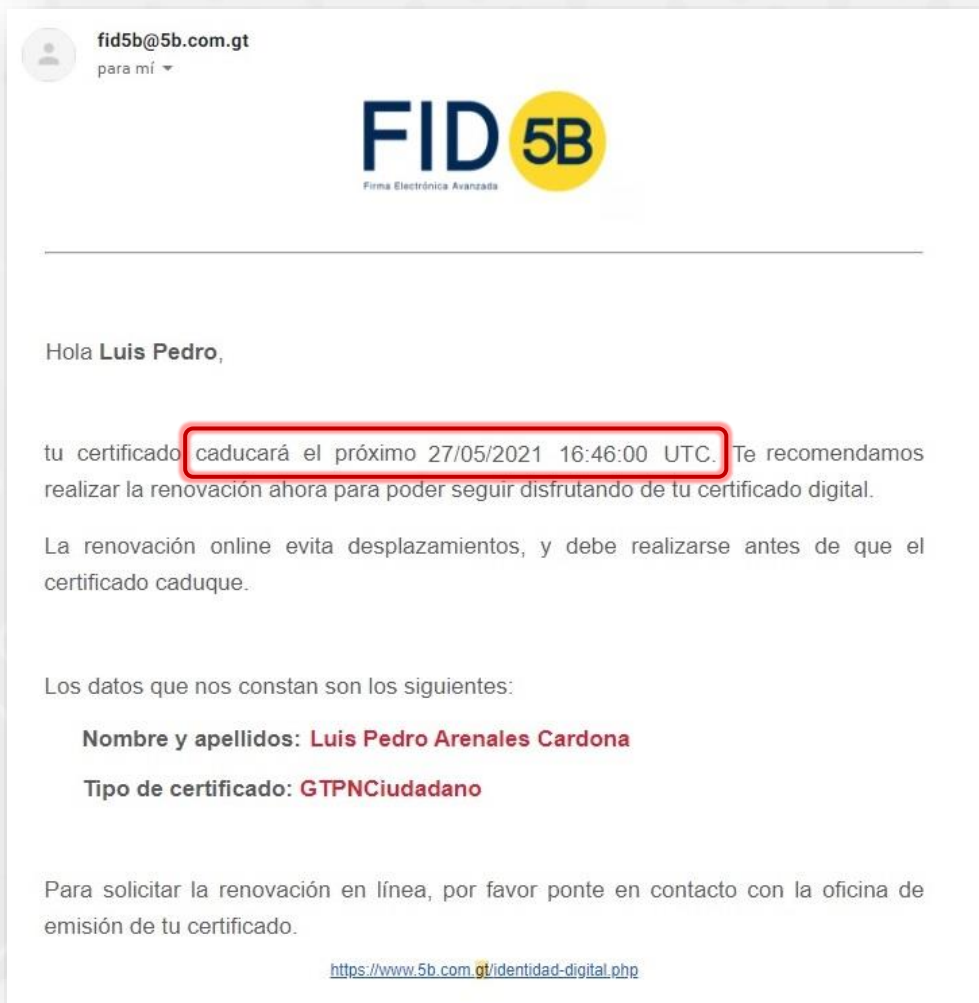 fid5b@5b.com.gt
para mí
FID 5B
Firma Electrónica Avanzada
Hola Luis Pedro,
tu certificado caducará el próximo 27/05/2021 16:46:00 UTC. Te recomendamos
realizar la renovación ahora para poder seguir disfrutando de tu certificado digital.
La renovación online evita desplazamientos, y debe realizarse antes de que el
certificado caduque.
Los datos que nos constan son los siguientes:
Nombre y apellidos: Luis Pedro Arenales Cardona
Tipo de certificado: GTPNCiudadano
Para solicitar la renovación en línea, por favor ponte en contacto con la oficina de
emisión de tu certificado.
https://www.5b.com.gt/identidad-digital.php